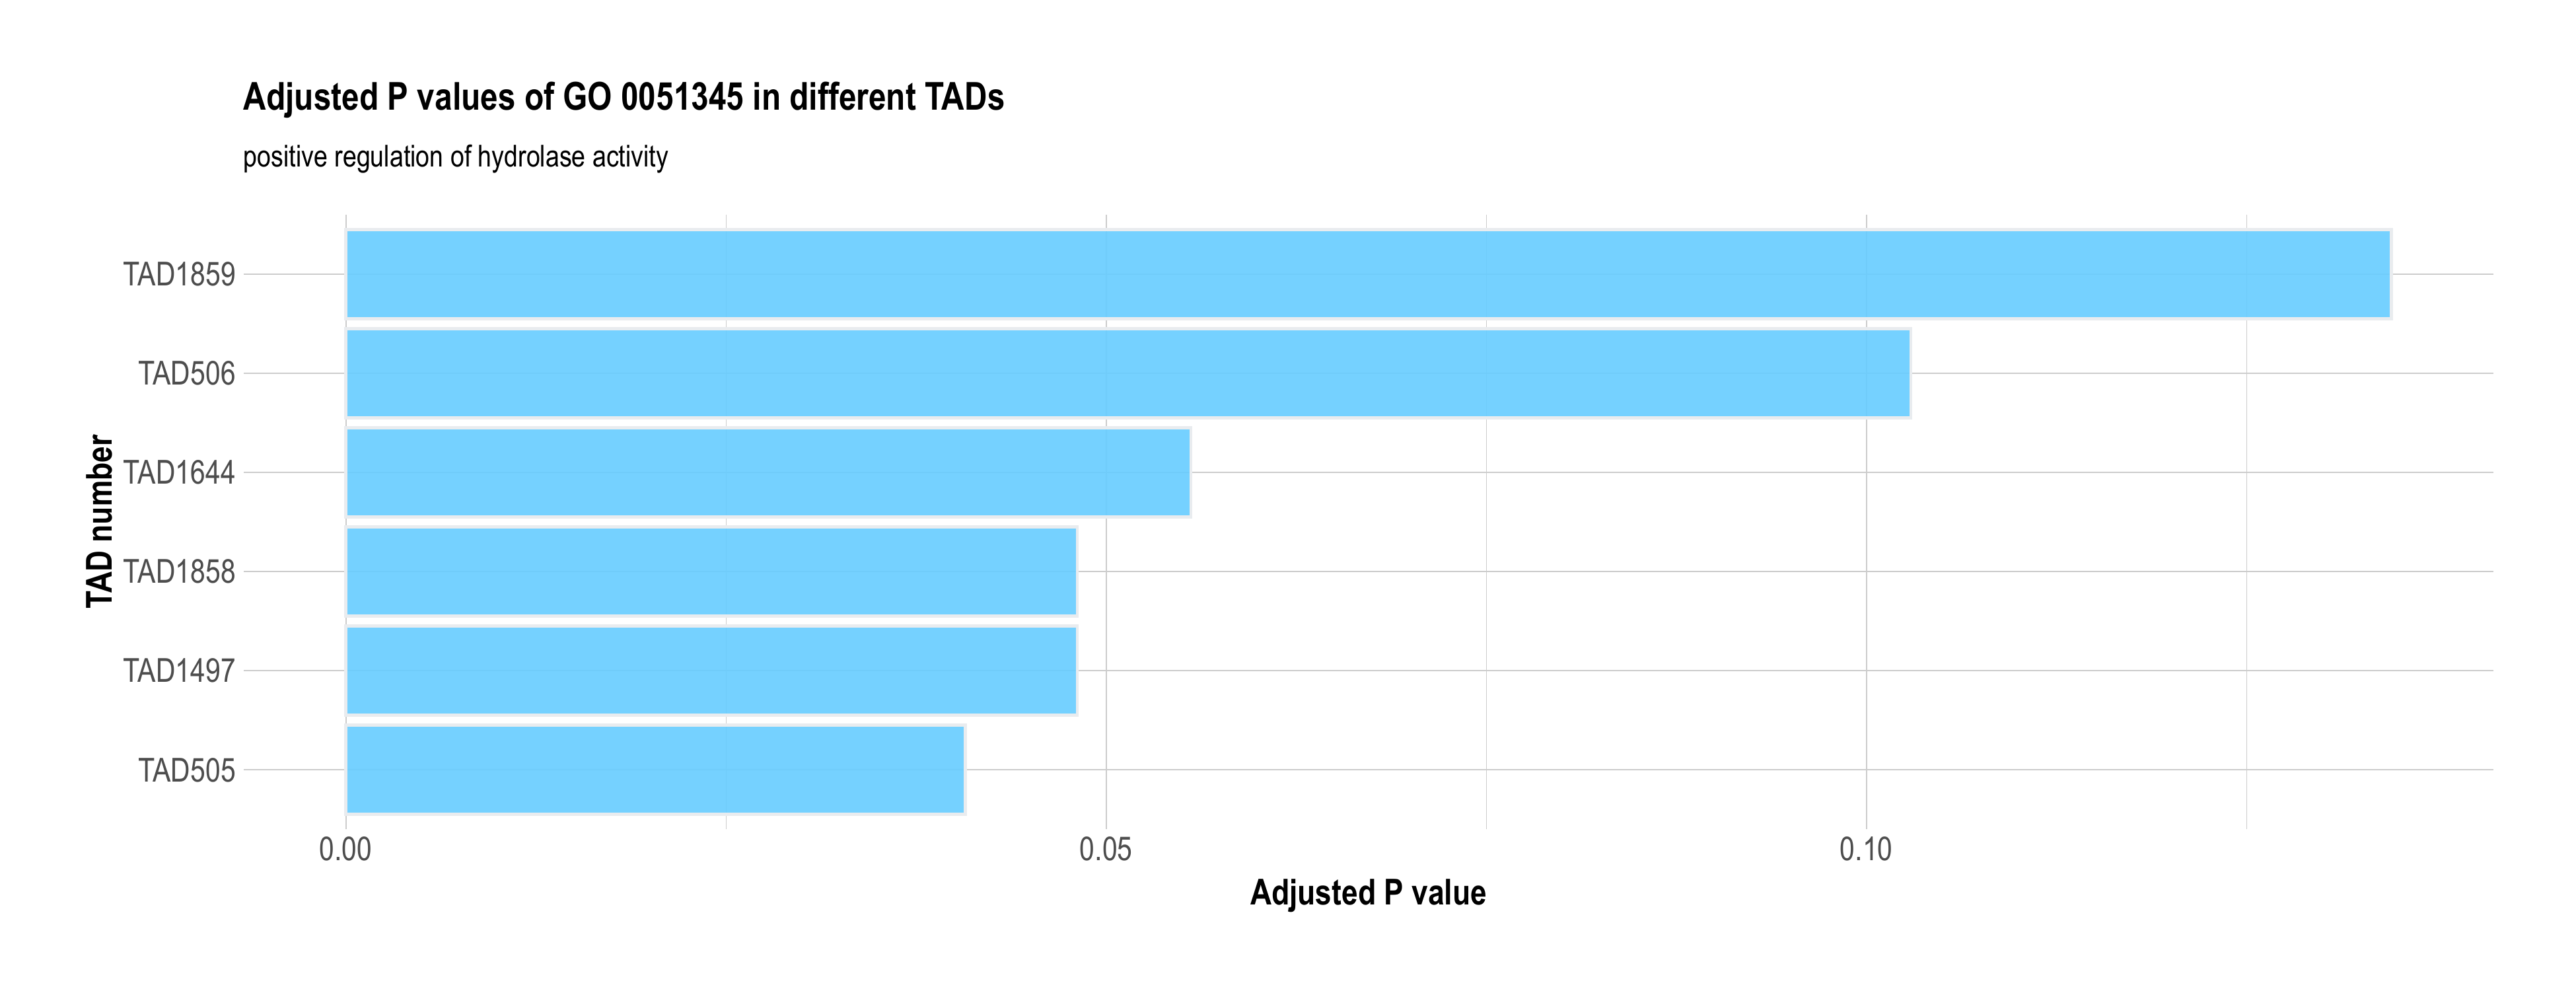 Adjusted P values of GO 0051345 in different TADs
positive regulation of hydrolase activity
TAD number
TAD1859
TAD506
TAD1644
TAD1858
TAD1497
TAD505
0.00 0.05 0.10
Adjusted P value